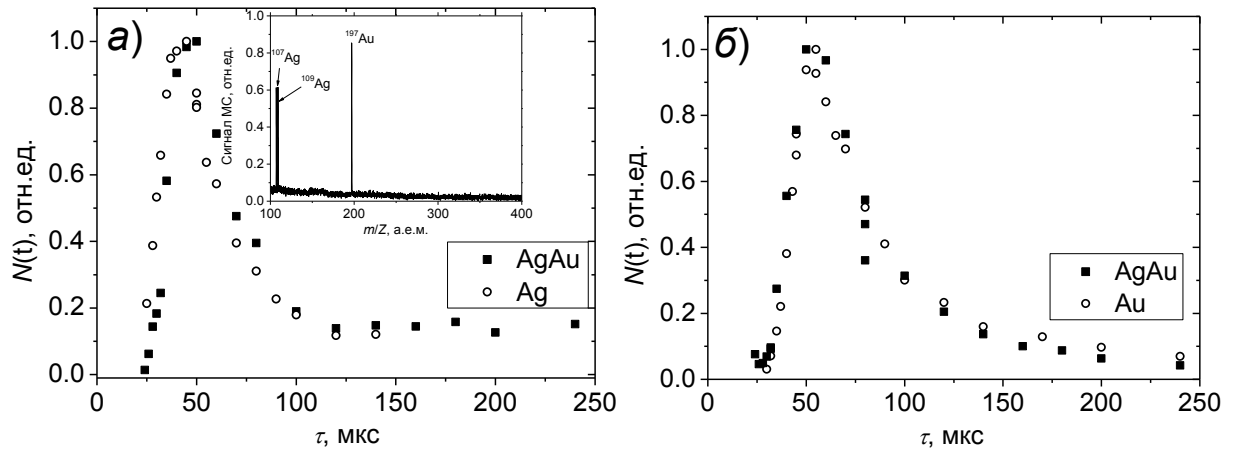 а)
1.0
0.8
0.6
0.4
0.2
0.0
N(t), отн.ед.
0 50 100 150 200 250
τ, мкс
1.0
0.8
0.6
0.4
0.2
0.0
Сигнал МС, отн.ед.
¹⁰⁷Ag
¹⁰⁹Ag
¹⁹⁷Au
100 200 300 400
m/Z, а.е.м.
AgAu
Ag
б)
1.0
0.8
0.6
0.4
0.2
0.0
N(t), отн.ед.
0 50 100 150 200 250
τ, мкс
AgAu
Au